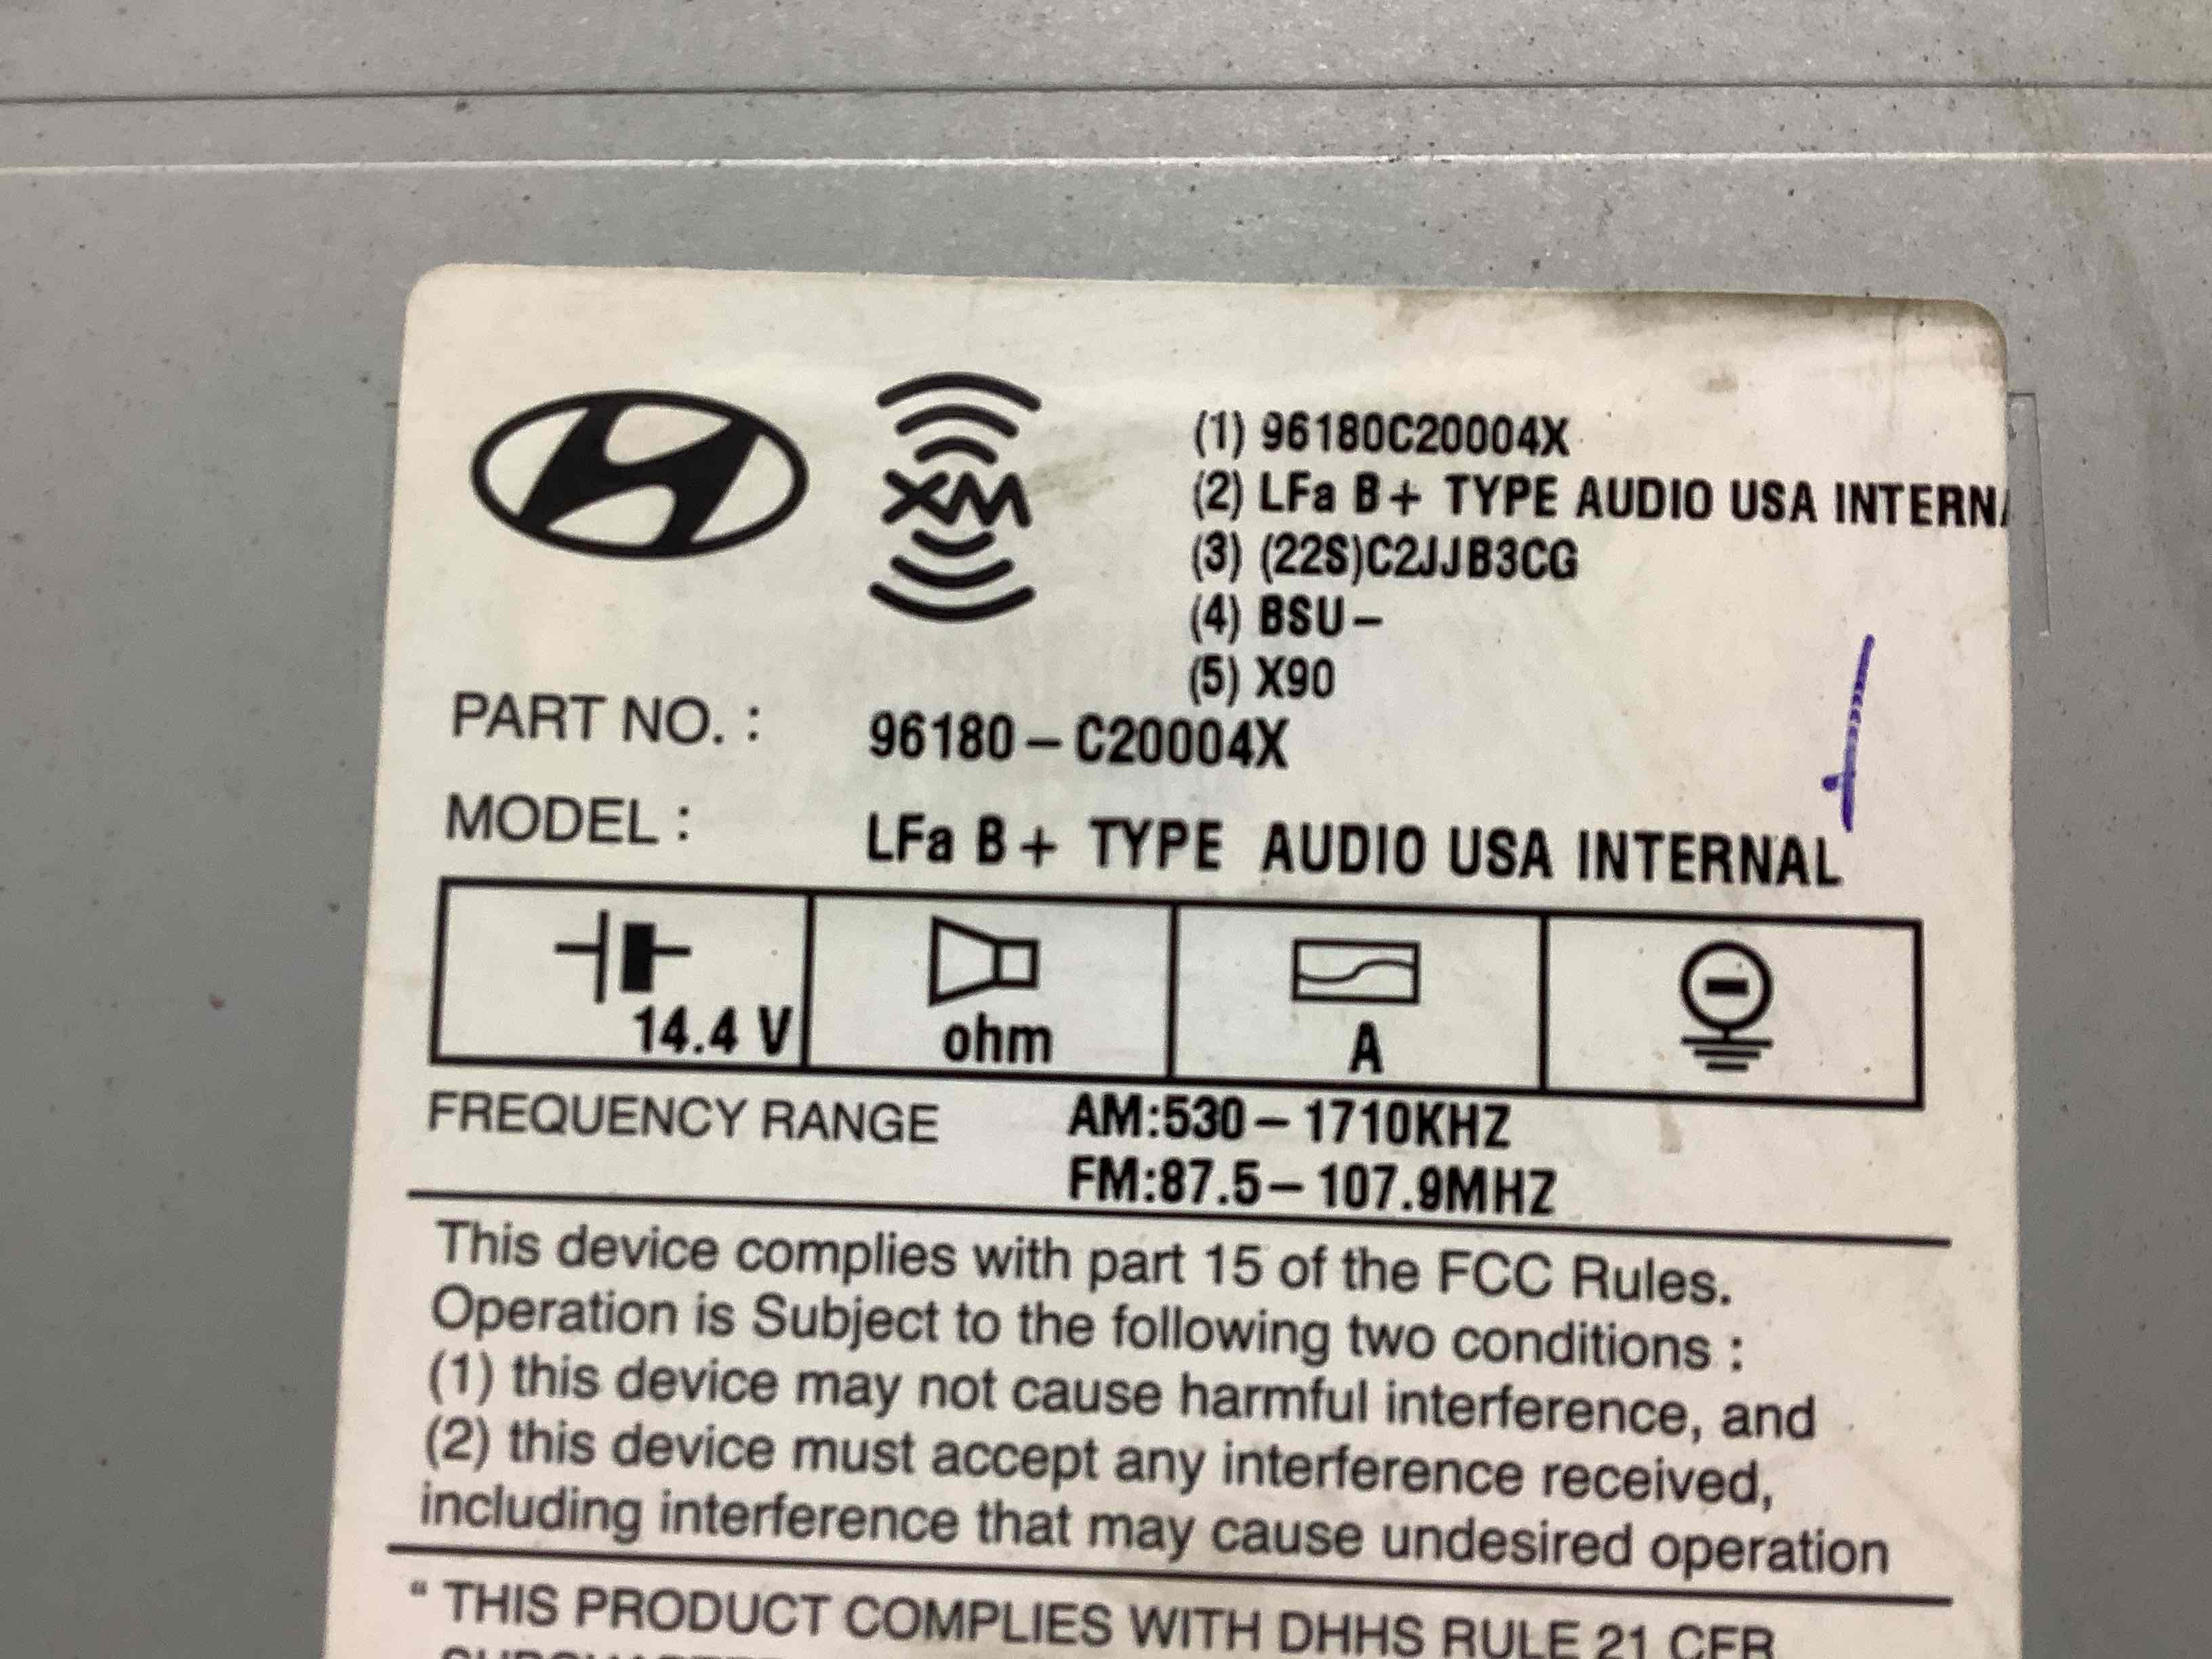 XM
(1) 96180C20004X
(2) LFa B+ TYPE AUDIO USA INTERNA
(3) (22S)C2JJB3CG
(4) BSU-
(5) X90
PART NO. : 96180-C20004X
MODEL : LFa B+ TYPE AUDIO USA INTERNAL
14.4 V ohm A
FREQUENCY RANGE AM:530-1710KHZ
FM:87.5-107.9MHZ
This device complies with part 15 of the FCC Rules.
Operation is Subject to the following two conditions :
(1) this device may not cause harmful interference, and
(2) this device must accept any interference received,
including interference that may cause undesired operation
" THIS PRODUCT COMPLIES WITH DHHS RULE 21 CFR